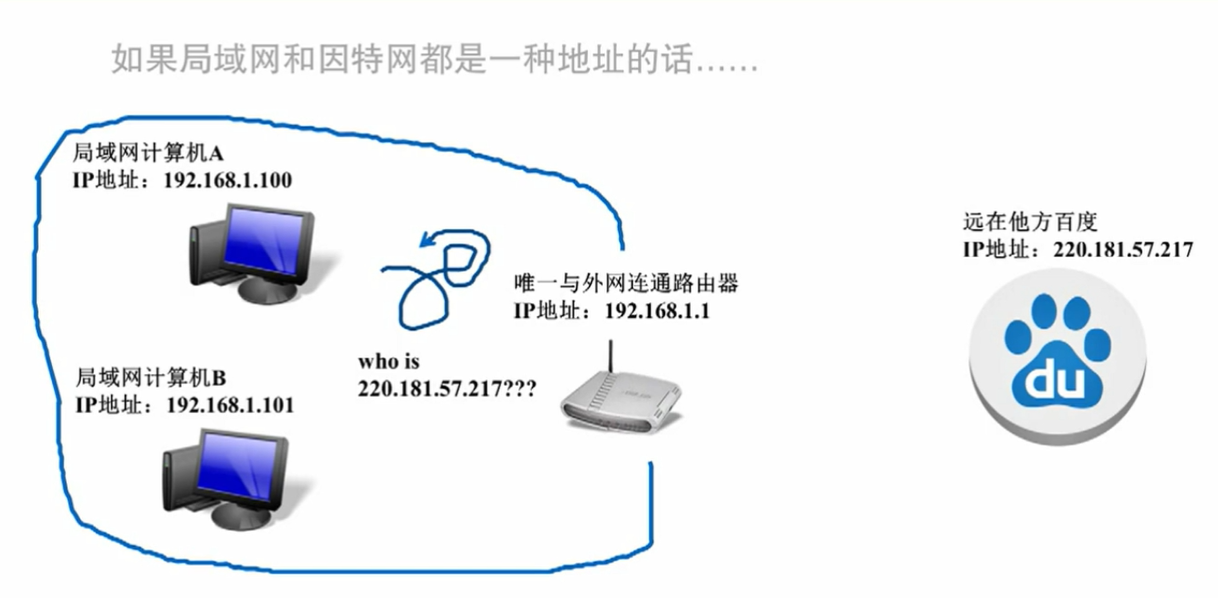 如果局域网和因特网都是一种地址的话……
局域网计算机A
IP地址：192.168.1.100
远在他方百度
IP地址：220.181.57.217
唯一与外网连通路由器
IP地址：192.168.1.1
who is
220.181.57.217???
局域网计算机B
IP地址：192.168.1.101
du